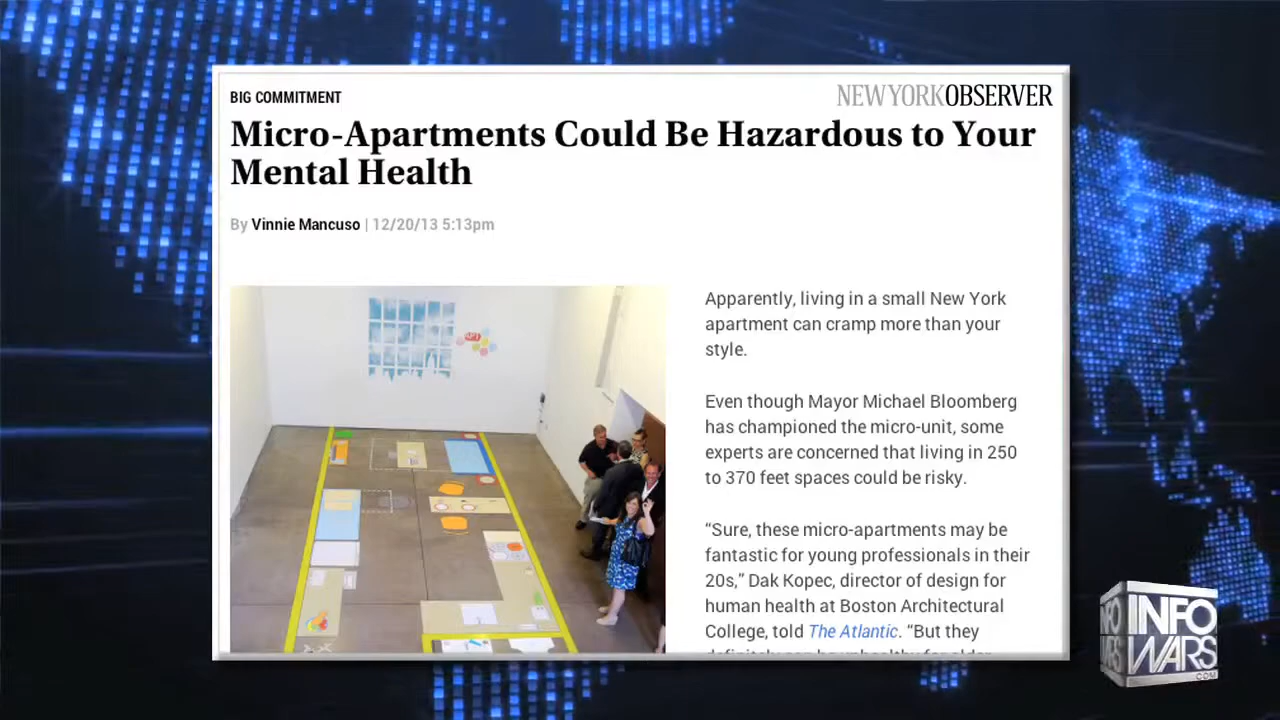 BIG COMMITMENT
NEW YORK OBSERVER
Micro-Apartments Could Be Hazardous to Your
Mental Health
By Vinnie Mancuso | 12/20/13 5:13pm
Apparently, living in a small New York
apartment can cramp more than your
style.
Even though Mayor Michael Bloomberg
has championed the micro-unit, some
experts are concerned that living in 250
to 370 feet spaces could be risky.
“Sure, these micro-apartments may be
fantastic for young professionals in their
20s,” Dak Kopec, director of design for
human health at Boston Architectural
College, told The Atlantic. “But they
INFO
WARS
.COM